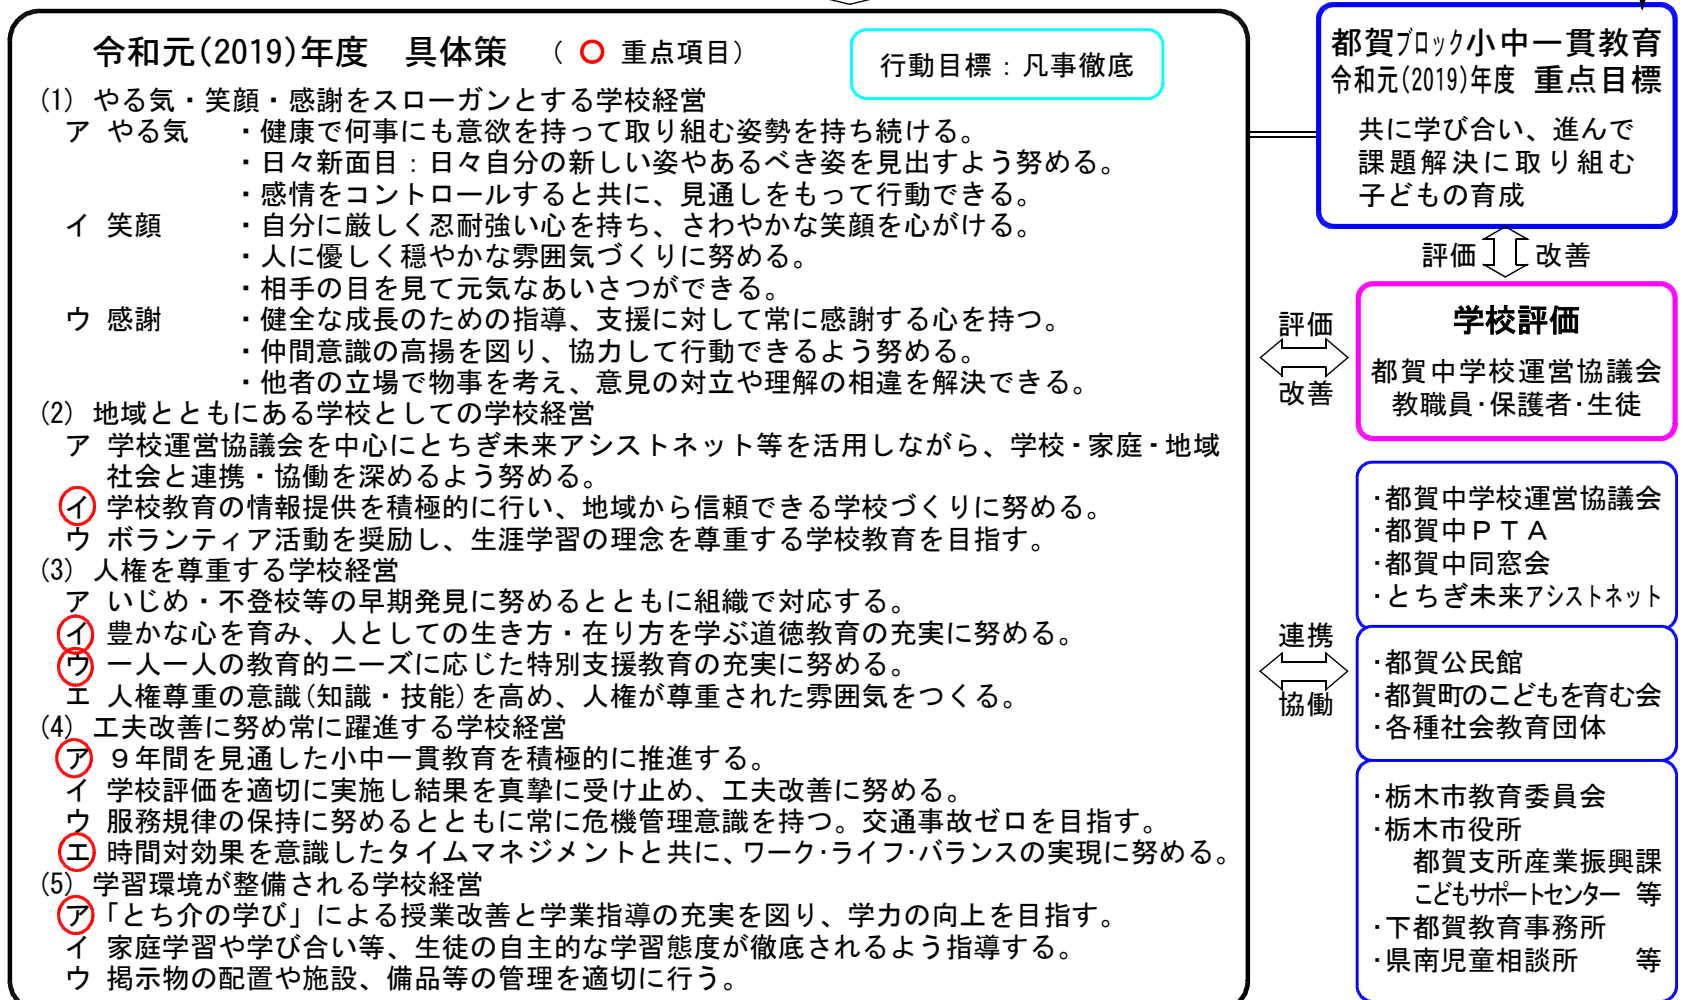 令和元(2019)年度　具体策　（ ○ 重点項目）
行動目標：凡事徹底
(1) やる気・笑顔・感謝をスローガンとする学校経営
ア やる気　・健康で何事にも意欲を持って取り組む姿勢を持ち続ける。
・日々新面目：日々自分の新しい姿やあるべき姿を見出すよう努める。
・感情をコントロールすると共に、見通しをもって行動できる。
イ 笑顔　・自分に厳しく忍耐強い心を持ち、さわやかな笑顔を心がける。
・人に優しく穏やかな雰囲気づくりに努める。
・相手の目を見て元気なあいさつができる。
ウ 感謝　・健全な成長のための指導、支援に対して常に感謝する心を持つ。
・仲間意識の高揚を図り、協力して行動できるよう努める。
・他者の立場で物事を考え、意見の対立や理解の相違を解決できる。
(2) 地域とともにある学校としての学校経営
ア 学校運営協議会を中心にとちぎ未来アシストネット等を活用しながら、学校・家庭・地域
社会と連携・協働を深めるよう努める。
イ 学校教育の情報提供を積極的に行い、地域から信頼できる学校づくりに努める。
ウ ボランティア活動を奨励し、生涯学習の理念を尊重する学校教育を目指す。
(3) 人権を尊重する学校経営
ア いじめ・不登校等の早期発見に努めるとともに組織で対応する。
イ 豊かな心を育み、人としての生き方・在り方を学ぶ道徳教育の充実に努める。
ウ 一人一人の教育的ニーズに応じた特別支援教育の充実に努める。
エ 人権尊重の意識(知識・技能)を高め、人権が尊重された雰囲気をつくる。
(4) 工夫改善に努め常に躍進する学校経営
ア ９年間を見通した小中一貫教育を積極的に推進する。
イ 学校評価を適切に実施し結果を真摯に受け止め、工夫改善に努める。
ウ 服務規律の保持に努めるとともに常に危機管理意識を持つ。交通事故ゼロを目指す。
エ 時間対効果を意識したタイムマネジメントと共に、ワーク・ライフ・バランスの実現に努める。
(5) 学習環境が整備される学校経営
ア 「とち介の学び」による授業改善と学業指導の充実を図り、学力の向上を目指す。
イ 家庭学習や学び合い等、生徒の自主的な学習態度が徹底されるよう指導する。
ウ 掲示物の配置や施設、備品等の管理を適切に行う。
都賀ブロック小中一貫教育
令和元(2019)年度 重点目標
共に学び合い、進んで
課題解決に取り組む
子どもの育成
評価 改善
評価
改善
学校評価
都賀中学校運営協議会
教職員・保護者・生徒
連携
協働
・都賀中学校運営協議会
・都賀中ＰＴＡ
・都賀中同窓会
・とちぎ未来アシストネット
・都賀公民館
・都賀町のこどもを育む会
・各種社会教育団体
・栃木市教育委員会
・栃木市役所
都賀支所産業振興課
こどもサポートセンター 等
・下都賀教育事務所
・県南児童相談所　等